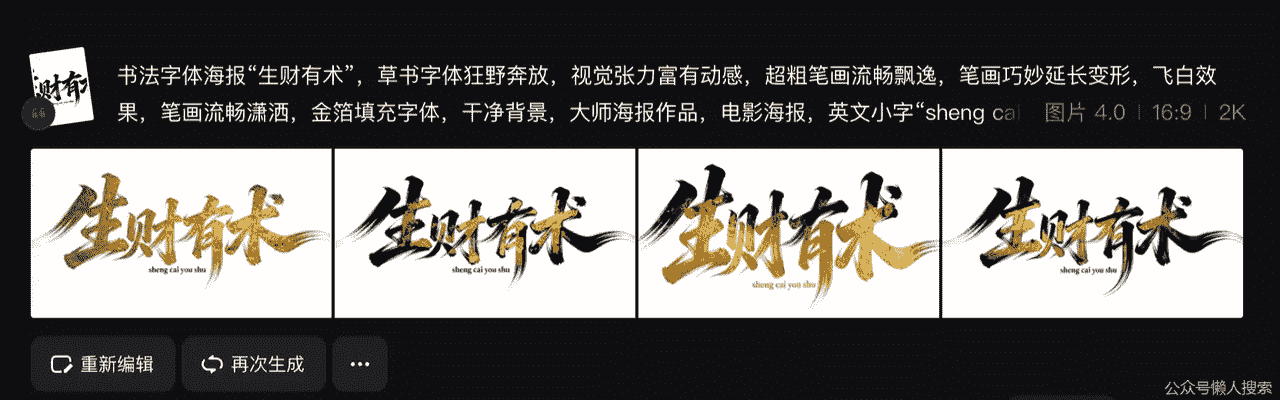 书法字体海报“生财有术”，草书字体狂野奔放，视觉张力富有动感，超粗笔画流畅飘逸，笔画巧妙延长变形，飞白效
果，笔画流畅潇洒，金箔填充字体，干净背景，大师海报作品，电影海报，英文小字“sheng cai 图片 4.0 | 16:9 | 2K
生财有术 生财有术 生财有术 生财有术
sheng cai you shu sheng cai you shu sheng cai you shu sheng cai you shu
重新编辑 再次生成 ...
公众号懒人搜索